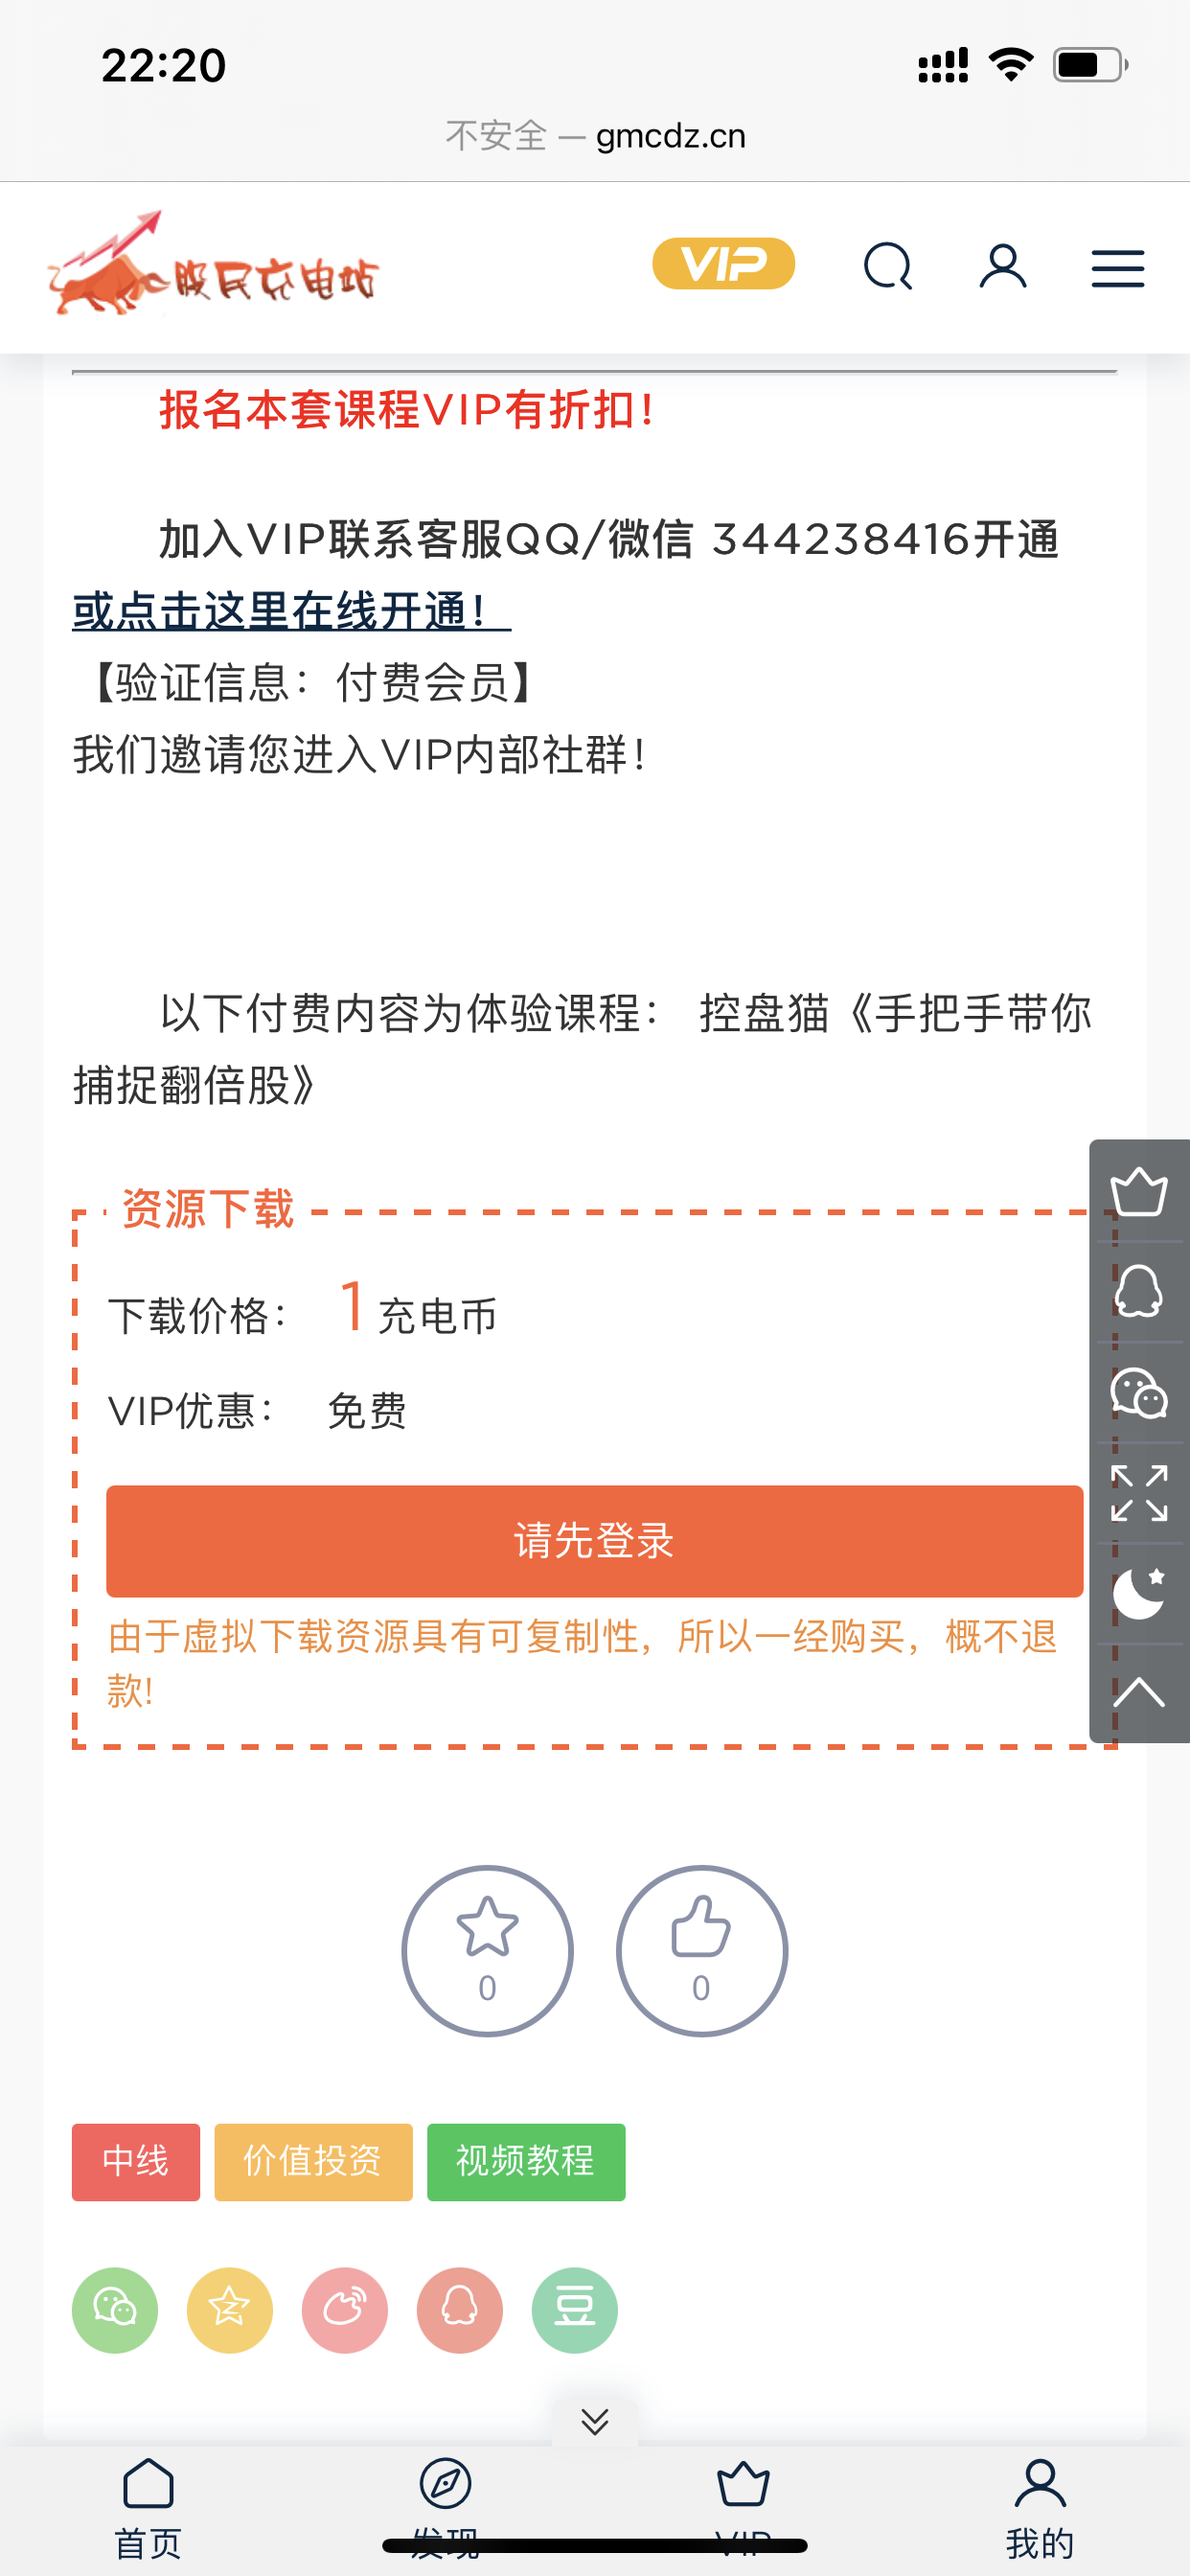 22:20
不安全 — gmcdz.cn
股民充电站
VIP
报名本套课程VIP有折扣！
加入VIP联系客服QQ/微信 344238416开通
或点击这里在线开通！
【验证信息：付费会员】
我们邀请您进入VIP内部社群！
以下付费内容为体验课程： 控盘猫《手把手带你
捕捉翻倍股》
资源下载
下载价格： 1 充电币
VIP优惠： 免费
请先登录
由于虚拟下载资源具有可复制性，所以一经购买，概不退
款!
0
0
中线
价值投资
视频教程
豆
首页
发现
VIP
我的